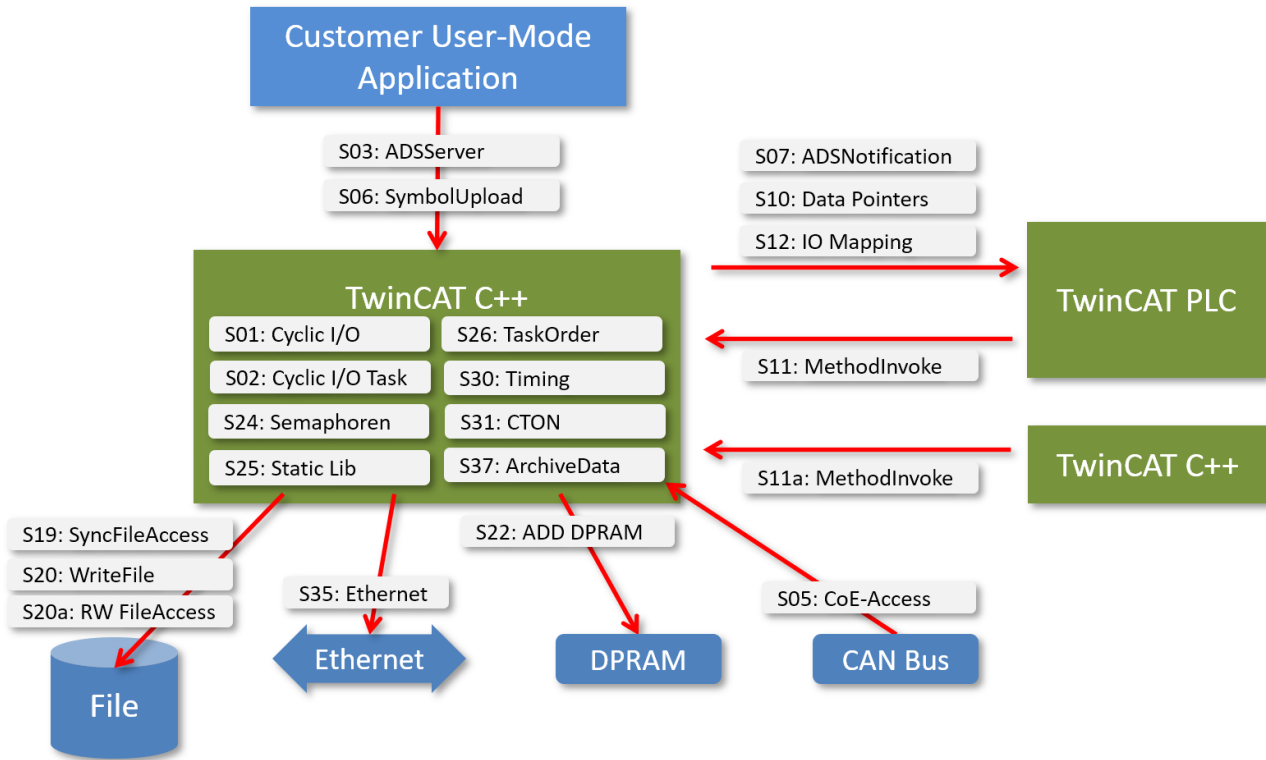 Customer User-Mode
Application
S03: ADSServer
S06: SymbolUpload
S07: ADSNotification
S10: Data Pointers
S12: IO Mapping
TwinCAT C++
S01: Cyclic I/O
S02: Cyclic I/O Task
S24: Semaphoren
S25: Static Lib
S26: TaskOrder
S30: Timing
S31: CTON
S37: ArchiveData
TwinCAT PLC
S11: MethodInvoke
TwinCAT C++
S11a: MethodInvoke
S19: SyncFileAccess
S20: WriteFile
S20a: RW FileAccess
S35: Ethernet
S22: ADD DPRAM
S05: CoE-Access
File
Ethernet
DPRAM
CAN Bus